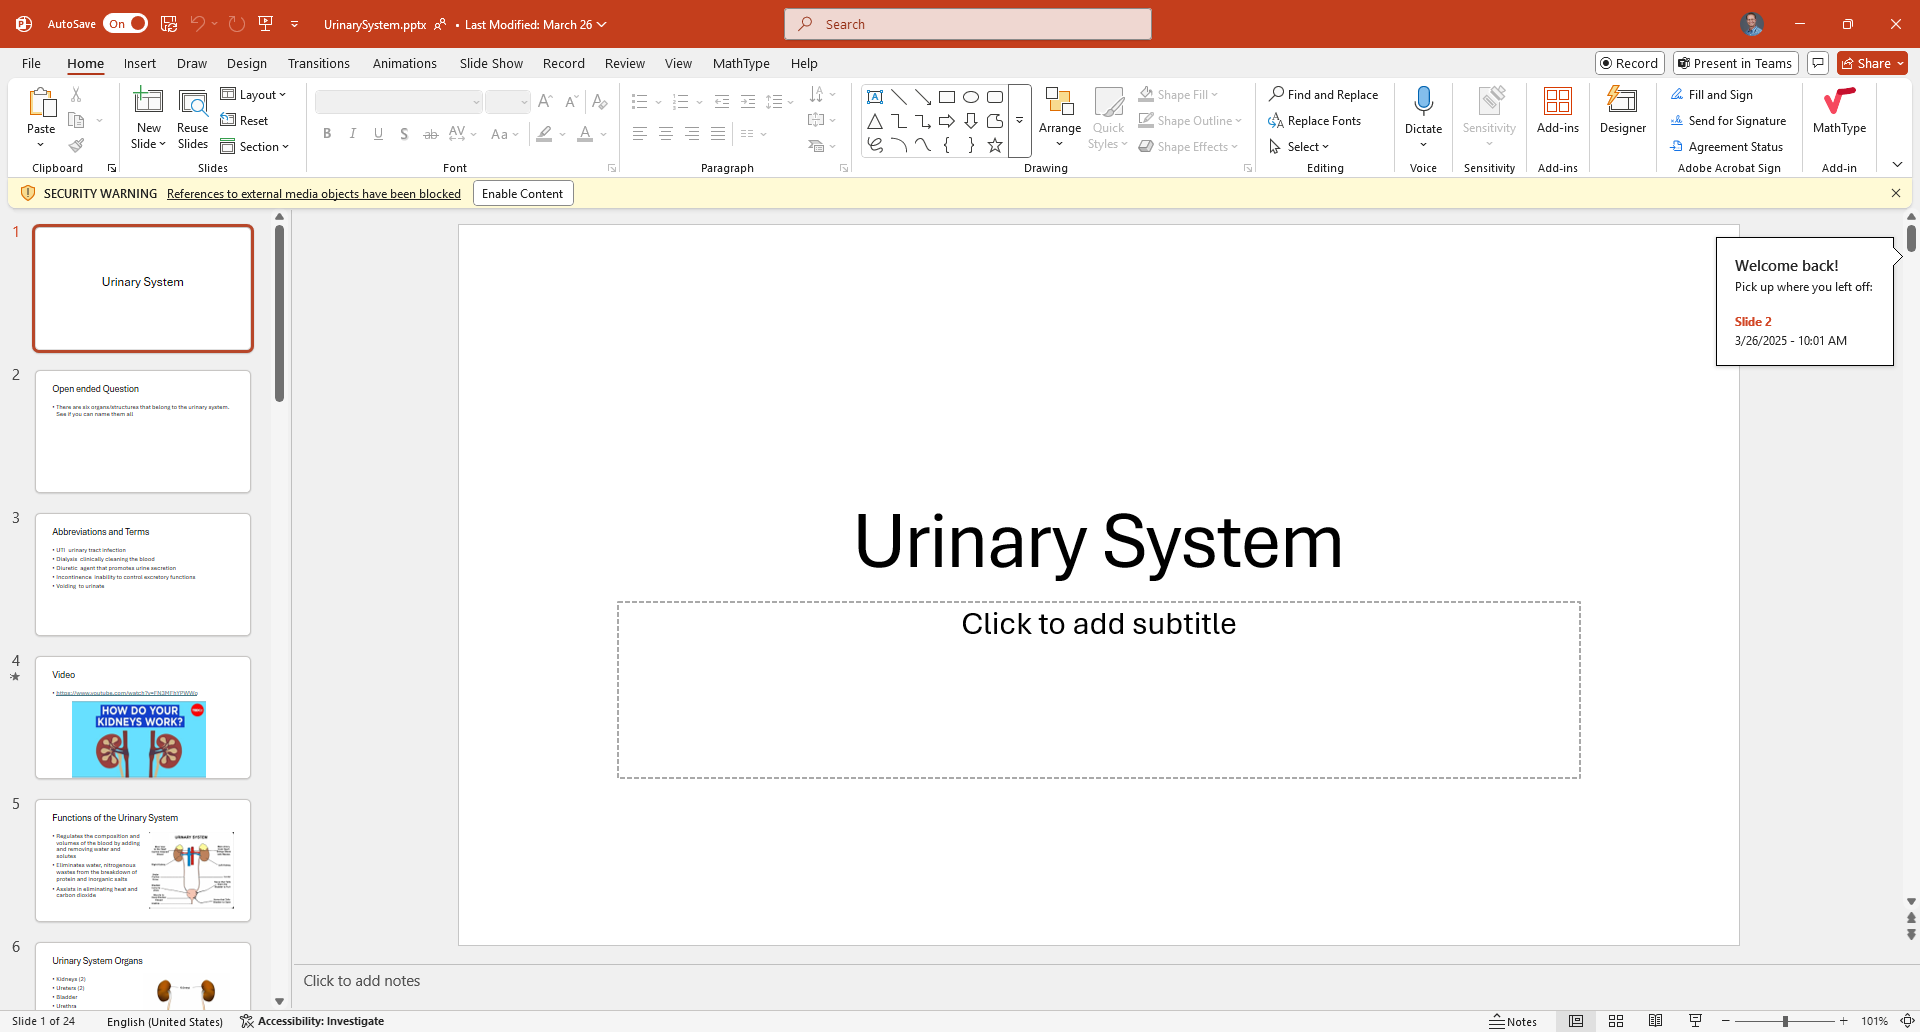 AutoSave On UrinarySystem.pptx • Last Modified: March 26 Search
File Home Insert Draw Design Transitions Animations Slide Show Record Review View MathType Help Record Present in Teams Share
Paste New Slide Reuse Slides Layout Reset Section
B I U S ab AV Aa A
Arrange Quick Styles Shape Fill Shape Outline Shape Effects
Find and Replace Replace Fonts Select
Dictate Sensitivity Add-ins Designer
Fill and Sign Send for Signature Agreement Status MathType
Clipboard Slides Font Paragraph Drawing Editing Voice Sensitivity Add-ins Adobe Acrobat Sign Add-in
SECURITY WARNING References to external media objects have been blocked Enable Content
1
Urinary System
2
Open ended Question
• There are six organs/structures that belong to the urinary system.
See if you can name them all
3
Abbreviations and Terms
• UTI urinary tract infection
• Dialysis clinically cleaning the blood
• Diuretic agent that promotes urine secretion
• Incontinence inability to control excretory functions
• Voiding to urinate
4
Video
HOW DO YOUR
KIDNEYS WORK?
5
Functions of the Urinary System
• Regulates the composition and
volumes of the blood by adding
and removing water and
solutes
• Eliminates water, nitrogenous
wastes from the breakdown of
protein and inorganic salts
• Assists in eliminating heat and
carbon dioxide
URINARY SYSTEM
6
Urinary System Organs
• Kidneys (2)
• Ureters (2)
• Bladder
• Urethra
Urinary System
Click to add subtitle
Welcome back!
Pick up where you left off:
Slide 2
3/26/2025 - 10:01 AM
Click to add notes
Slide 1 of 24 English (United States) Accessibility: Investigate Notes 101%